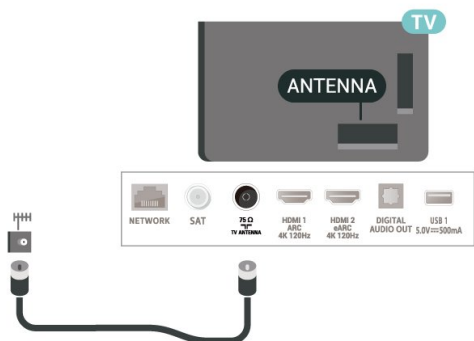 TV
ANTENNA
NETWORK
SAT
75 Ω
TV ANTENNA
HDMI 1
ARC
4K 120Hz
HDMI 2
eARC
4K 120Hz
DIGITAL
AUDIO OUT
USB 1
5.0V⎓500mA